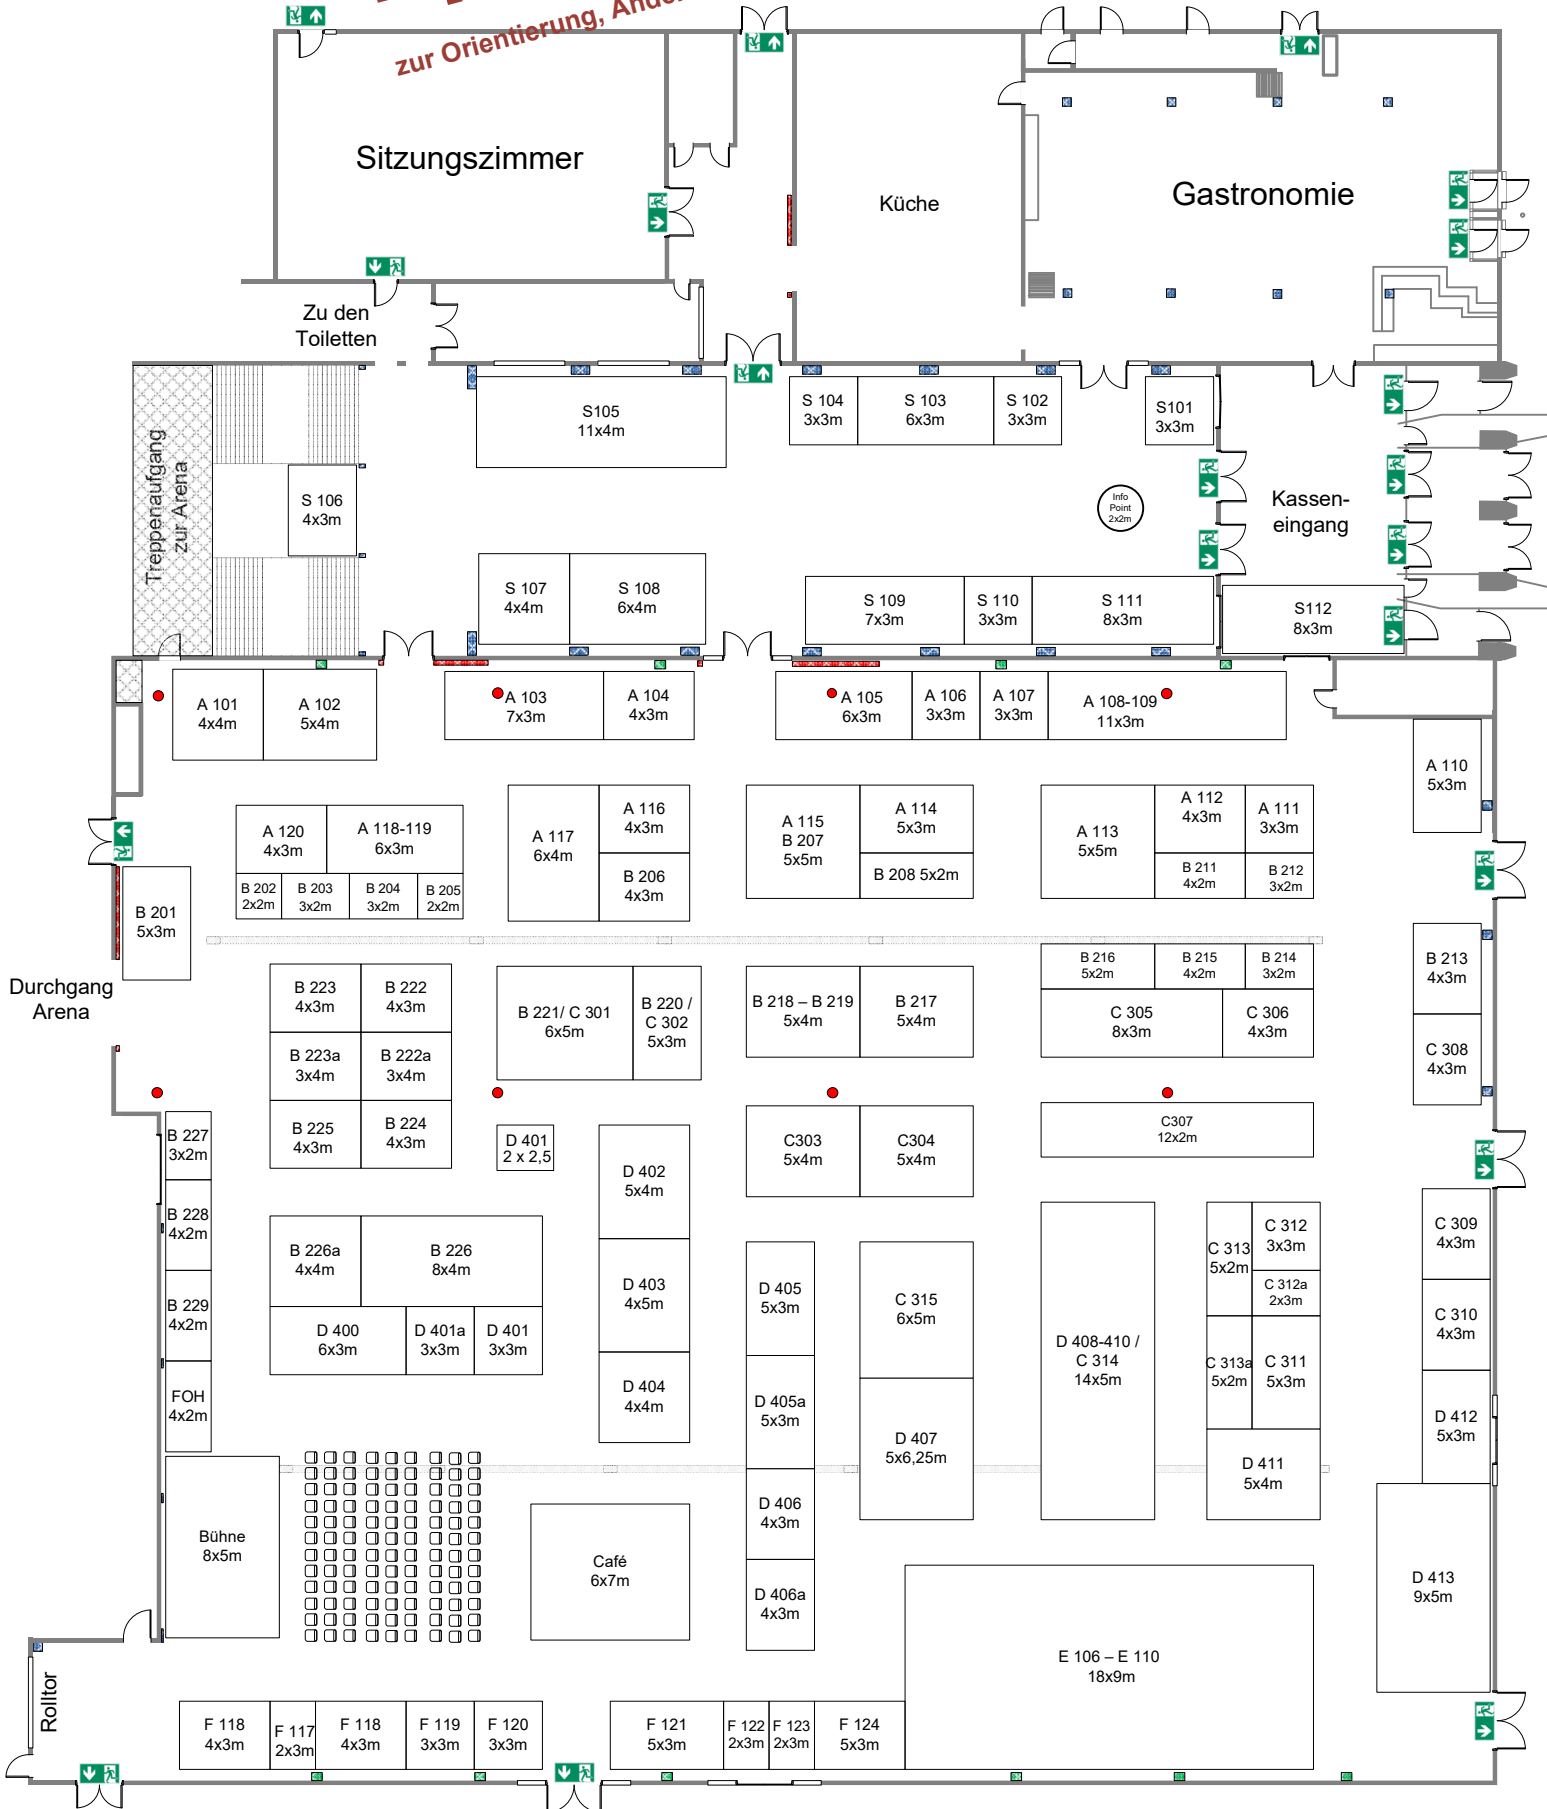 zur Orientierung, Änder
Sitzungszimmer
Küche
Gastronomie
Zu den
Toiletten
Treppenaufgang
zur Arena
S105
11x4m
S 104
3x3m
S 103
6x3m
S 102
3x3m
S101
3x3m
S 106
4x3m
Info
Point
2x2m
Kassen-
eingang
S 107
4x4m
S 108
6x4m
S 109
7x3m
S 110
3x3m
S 111
8x3m
S112
8x3m
A 101
4x4m
A 102
5x4m
A 103
7x3m
A 104
4x3m
A 105
6x3m
A 106
3x3m
A 107
3x3m
A 108-109
11x3m
A 110
5x3m
A 120
4x3m
A 118-119
6x3m
B 202
2x2m
B 203
3x2m
B 204
3x2m
B 205
2x2m
A 117
6x4m
A 116
4x3m
B 206
4x3m
A 115
B 207
5x5m
A 114
5x3m
B 208 5x2m
A 113
5x5m
A 112
4x3m
A 111
3x3m
B 211
4x2m
B 212
3x2m
B 201
5x3m
Durchgang
Arena
B 223
4x3m
B 222
4x3m
B 223a
3x4m
B 222a
3x4m
B 225
4x3m
B 224
4x3m
B 221/ C 301
6x5m
B 220 /
C 302
5x3m
B 218 – B 219
5x4m
B 217
5x4m
B 216
5x2m
B 215
4x2m
B 214
3x2m
C 305
8x3m
C 306
4x3m
B 213
4x3m
C 308
4x3m
B 227
3x2m
B 228
4x2m
B 229
4x2m
FOH
4x2m
D 401
2 x 2,5
D 402
5x4m
D 403
4x5m
D 404
4x4m
C303
5x4m
C304
5x4m
C307
12x2m
B 226a
4x4m
B 226
8x4m
D 400
6x3m
D 401a
3x3m
D 401
3x3m
D 405
5x3m
D 405a
5x3m
D 406
4x3m
D 406a
4x3m
C 315
6x5m
D 407
5x6,25m
D 408-410 /
C 314
14x5m
C 313
5x2m
C 312
3x3m
C 312a
2x3m
C 313a
5x2m
C 311
5x3m
D 411
5x4m
C 309
4x3m
C 310
4x3m
D 412
5x3m
D 413
9x5m
Bühne
8x5m
Café
6x7m
E 106 – E 110
18x9m
Rolltor
F 118
4x3m
F 117
2x3m
F 118
4x3m
F 119
3x3m
F 120
3x3m
F 121
5x3m
F 122
2x3m
F 123
2x3m
F 124
5x3m